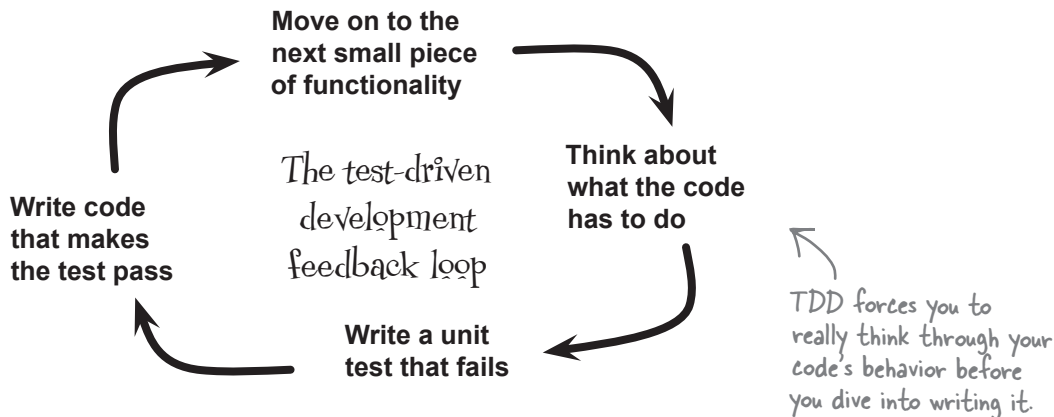 Move on to the
next small piece
of functionality
Think about
what the code
has to do
Write a unit
test that fails
Write code
that makes
the test pass
The test-driven
development
feedback loop
TDD forces you to
really think through your
code's behavior before
you dive into writing it.